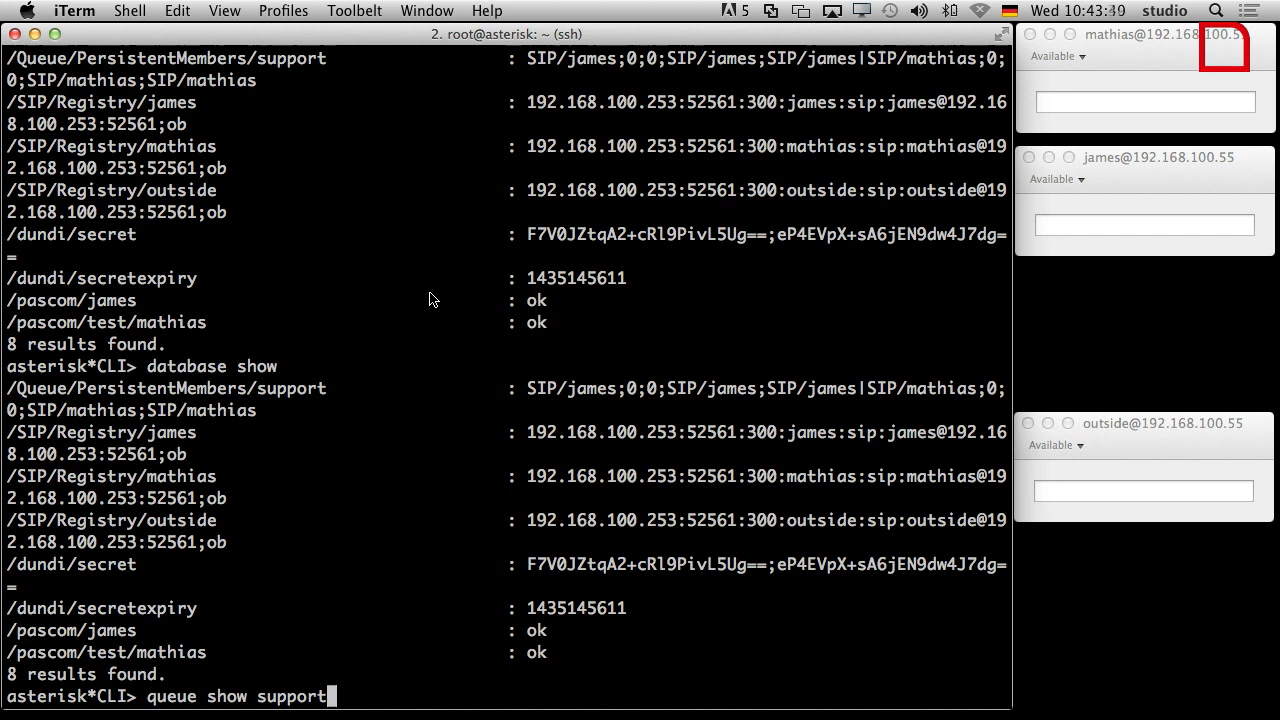 iTerm Shell Edit View Profiles Toolbelt Window Help 5 Wed 10:43:49 studio
2. root@asterisk: ~ (ssh)
/Queue/PersistentMembers/support : SIP/james;0;0;SIP/james;SIP/james|SIP/mathias;0;
0;SIP/mathias;SIP/mathias
/SIP/Registry/james : 192.168.100.253:52561:300:james:sip:james@192.16
8.100.253:52561;ob
/SIP/Registry/mathias : 192.168.100.253:52561:300:mathias:sip:mathias@19
2.168.100.253:52561;ob
/SIP/Registry/outside : 192.168.100.253:52561:300:outside:sip:outside@19
2.168.100.253:52561;ob
/dundi/secret : F7V0JZtqA2+cRl9PivL5Ug==;eP4EVpX+sA6jEN9dw4J7dg=
=
/dundi/secretexpiry : 1435145611
/pascom/james : ok
/pascom/test/mathias : ok
8 results found.
asterisk*CLI> database show
/Queue/PersistentMembers/support : SIP/james;0;0;SIP/james;SIP/james|SIP/mathias;0;
0;SIP/mathias;SIP/mathias
/SIP/Registry/james : 192.168.100.253:52561:300:james:sip:james@192.16
8.100.253:52561;ob
/SIP/Registry/mathias : 192.168.100.253:52561:300:mathias:sip:mathias@19
2.168.100.253:52561;ob
/SIP/Registry/outside : 192.168.100.253:52561:300:outside:sip:outside@19
2.168.100.253:52561;ob
/dundi/secret : F7V0JZtqA2+cRl9PivL5Ug==;eP4EVpX+sA6jEN9dw4J7dg=
=
/dundi/secretexpiry : 1435145611
/pascom/james : ok
/pascom/test/mathias : ok
8 results found.
asterisk*CLI> queue show support
mathias@192.168.100.5
Available
james@192.168.100.55
Available
outside@192.168.100.55
Available